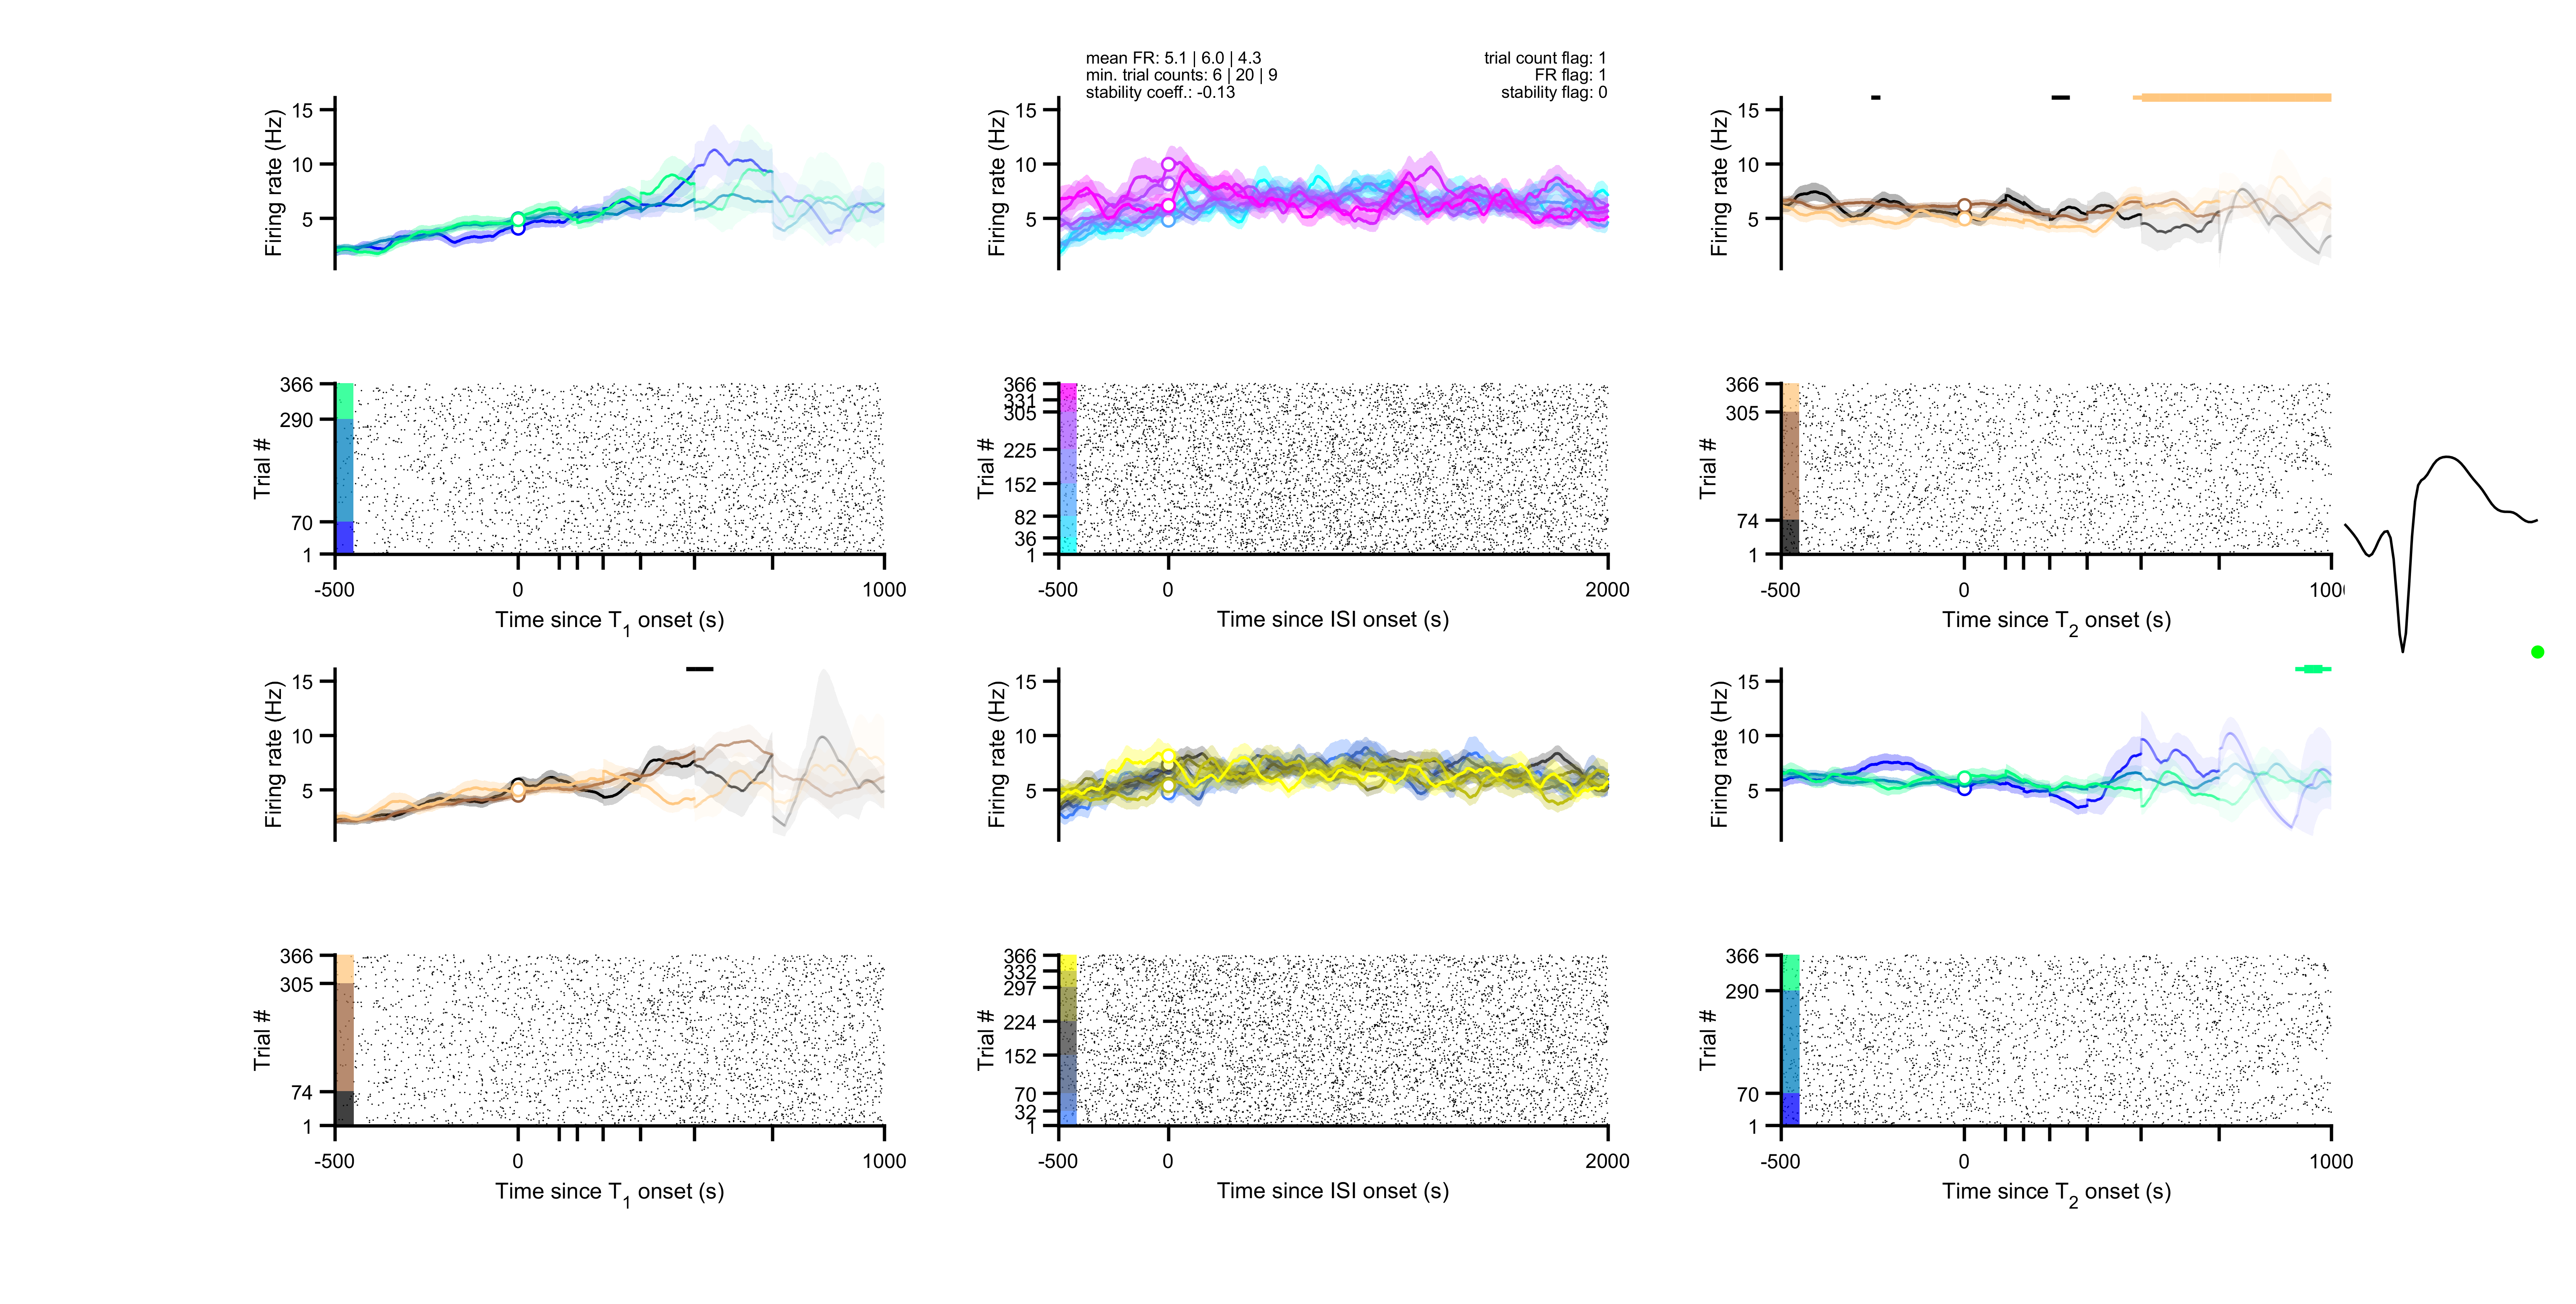 mean FR: 5.1 | 6.0 | 4.3
min. trial counts: 6 | 20 | 9
stability coeff.: -0.13
trial count flag: 1
FR flag: 1
stability flag: 0
15
10
5
Firing rate (Hz)
15
10
5
Firing rate (Hz)
15
10
5
Firing rate (Hz)
366
290
70
1
Trial #
-500
0
1000
Time since T1 onset (s)
366
331
305
225
152
82
36
1
Trial #
-500
0
2000
Time since ISI onset (s)
366
305
74
1
Trial #
-500
0
100
Time since T2 onset (s)
15
10
5
Firing rate (Hz)
15
10
5
Firing rate (Hz)
15
10
5
Firing rate (Hz)
366
305
74
1
Trial #
-500
0
1000
Time since T1 onset (s)
366
332
297
224
152
70
32
1
Trial #
-500
0
2000
Time since ISI onset (s)
366
290
70
1
Trial #
-500
0
1000
Time since T2 onset (s)